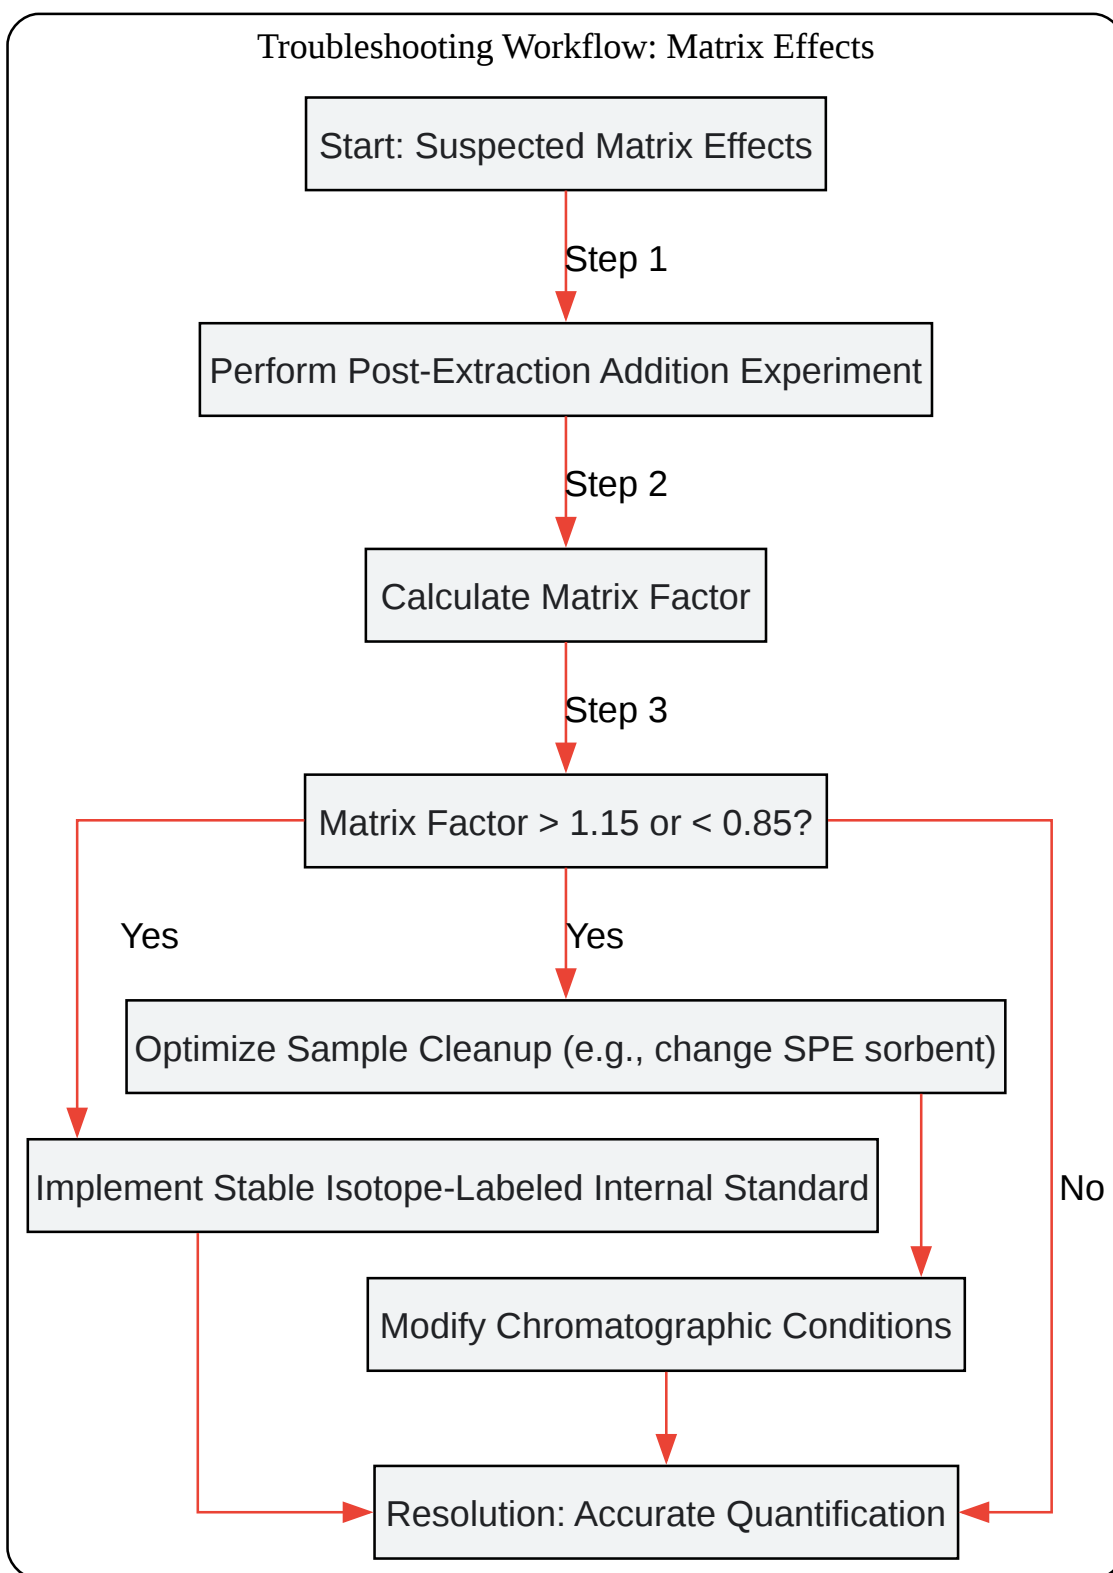 Troubleshooting Workflow: Matrix Effects
Start: Suspected Matrix Effects
Step 1
Perform Post-Extraction Addition Experiment
Step 2
Calculate Matrix Factor
Step 3
Matrix Factor > 1.15 or < 0.85?
Yes
Yes
Optimize Sample Cleanup (e.g., change SPE sorbent)
Implement Stable Isotope-Labeled Internal Standard
No
Modify Chromatographic Conditions
Resolution: Accurate Quantification